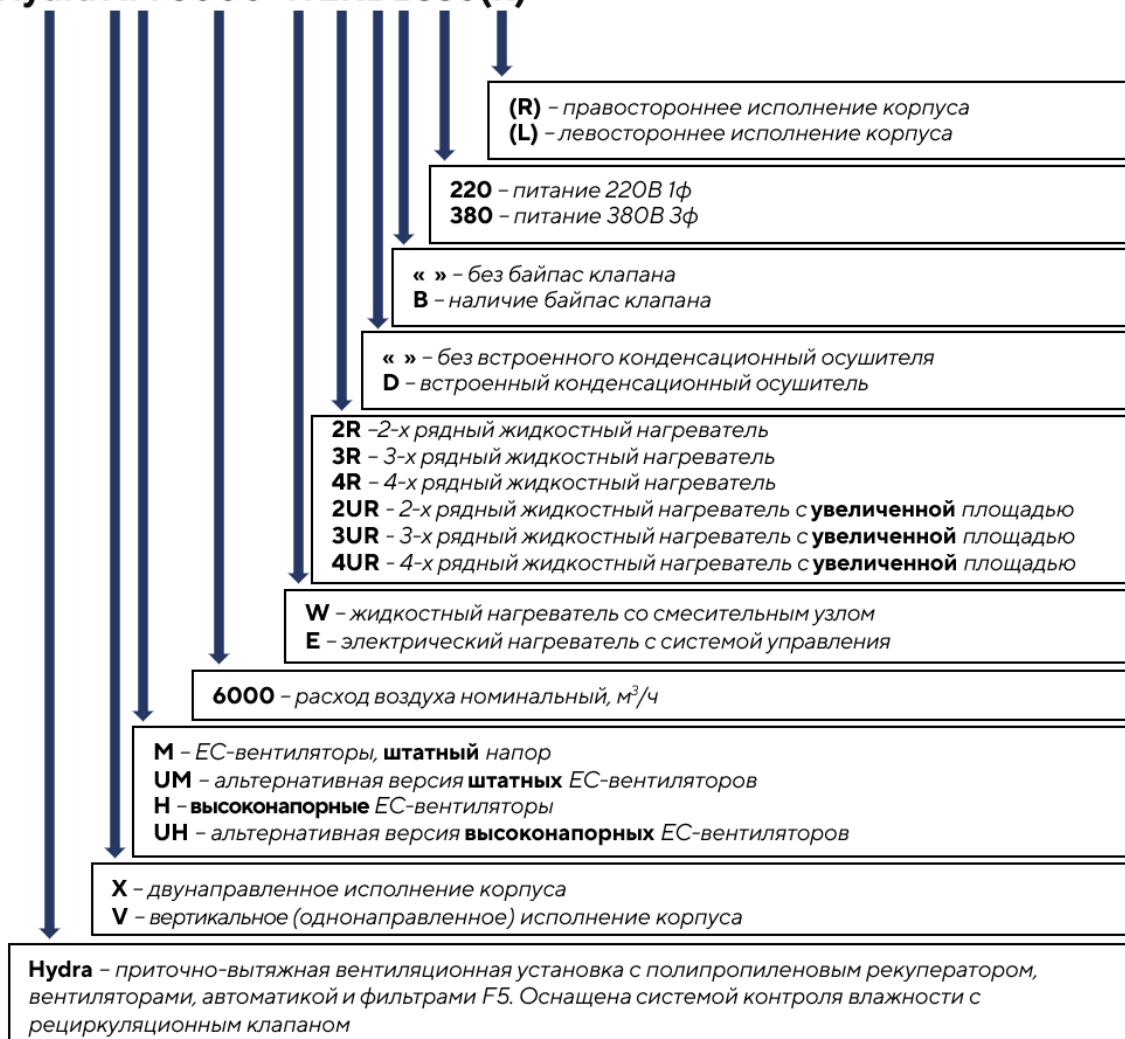 (R) – правостороннее исполнение корпуса
(L) – левостороннее исполнение корпуса
220 – питание 220В 1ф
380 – питание 380В 3ф
« » – без байпас клапана
B – наличие байпас клапана
« » – без встроенного конденсационный осушителя
D – встроенный конденсационный осушитель
2R –2-х рядный жидкостный нагреватель
3R – 3-х рядный жидкостный нагреватель
4R – 4-х рядный жидкостный нагреватель
2UR - 2-х рядный жидкостный нагреватель с увеличенной площадью
3UR - 3-х рядный жидкостный нагреватель с увеличенной площадью
4UR - 4-х рядный жидкостный нагреватель с увеличенной площадью
W – жидкостный нагреватель со смесительным узлом
E – электрический нагреватель с системой управления
6000 – расход воздуха номинальный, м³/ч
M – ЕС-вентиляторы, штатный напор
UM – альтернативная версия штатных ЕС-вентиляторов
H – высоконапорные ЕС-вентиляторы
UH – альтернативная версия высоконапорных ЕС-вентиляторов
X – двунаправленное исполнение корпуса
V – вертикальное (однонаправленное) исполнение корпуса
Hydra – приточно-вытяжная вентиляционная установка с полипропиленовым рекуператором,
вентиляторами, автоматикой и фильтрами F5. Оснащена системой контроля влажности с
рециркуляционным клапаном